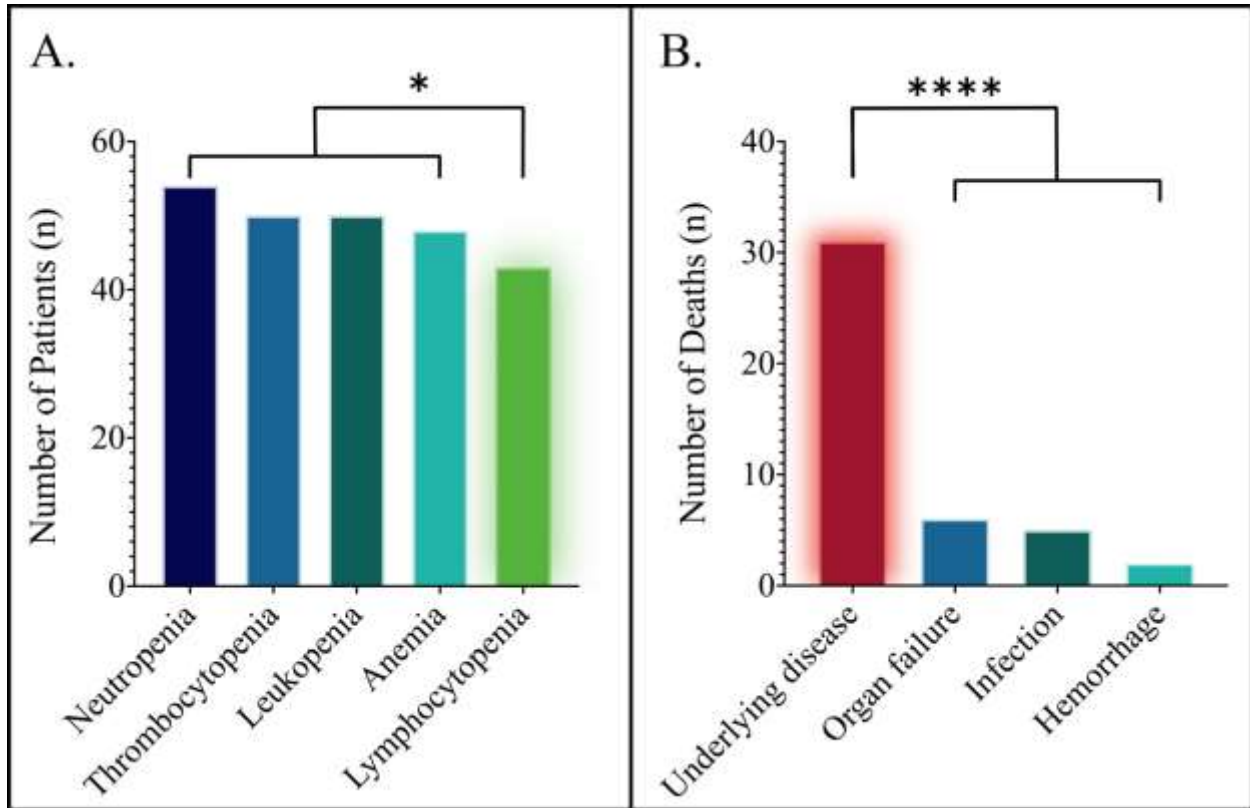 A.
*
Number of Patients (n)
60
40
20
0
Neutropenia
Thrombocytopenia
Leukopenia
Anemia
Lymphocytopenia
B.
****
Number of Deaths (n)
40
30
20
10
0
Underlying disease
Organ failure
Infection
Hemorrhage